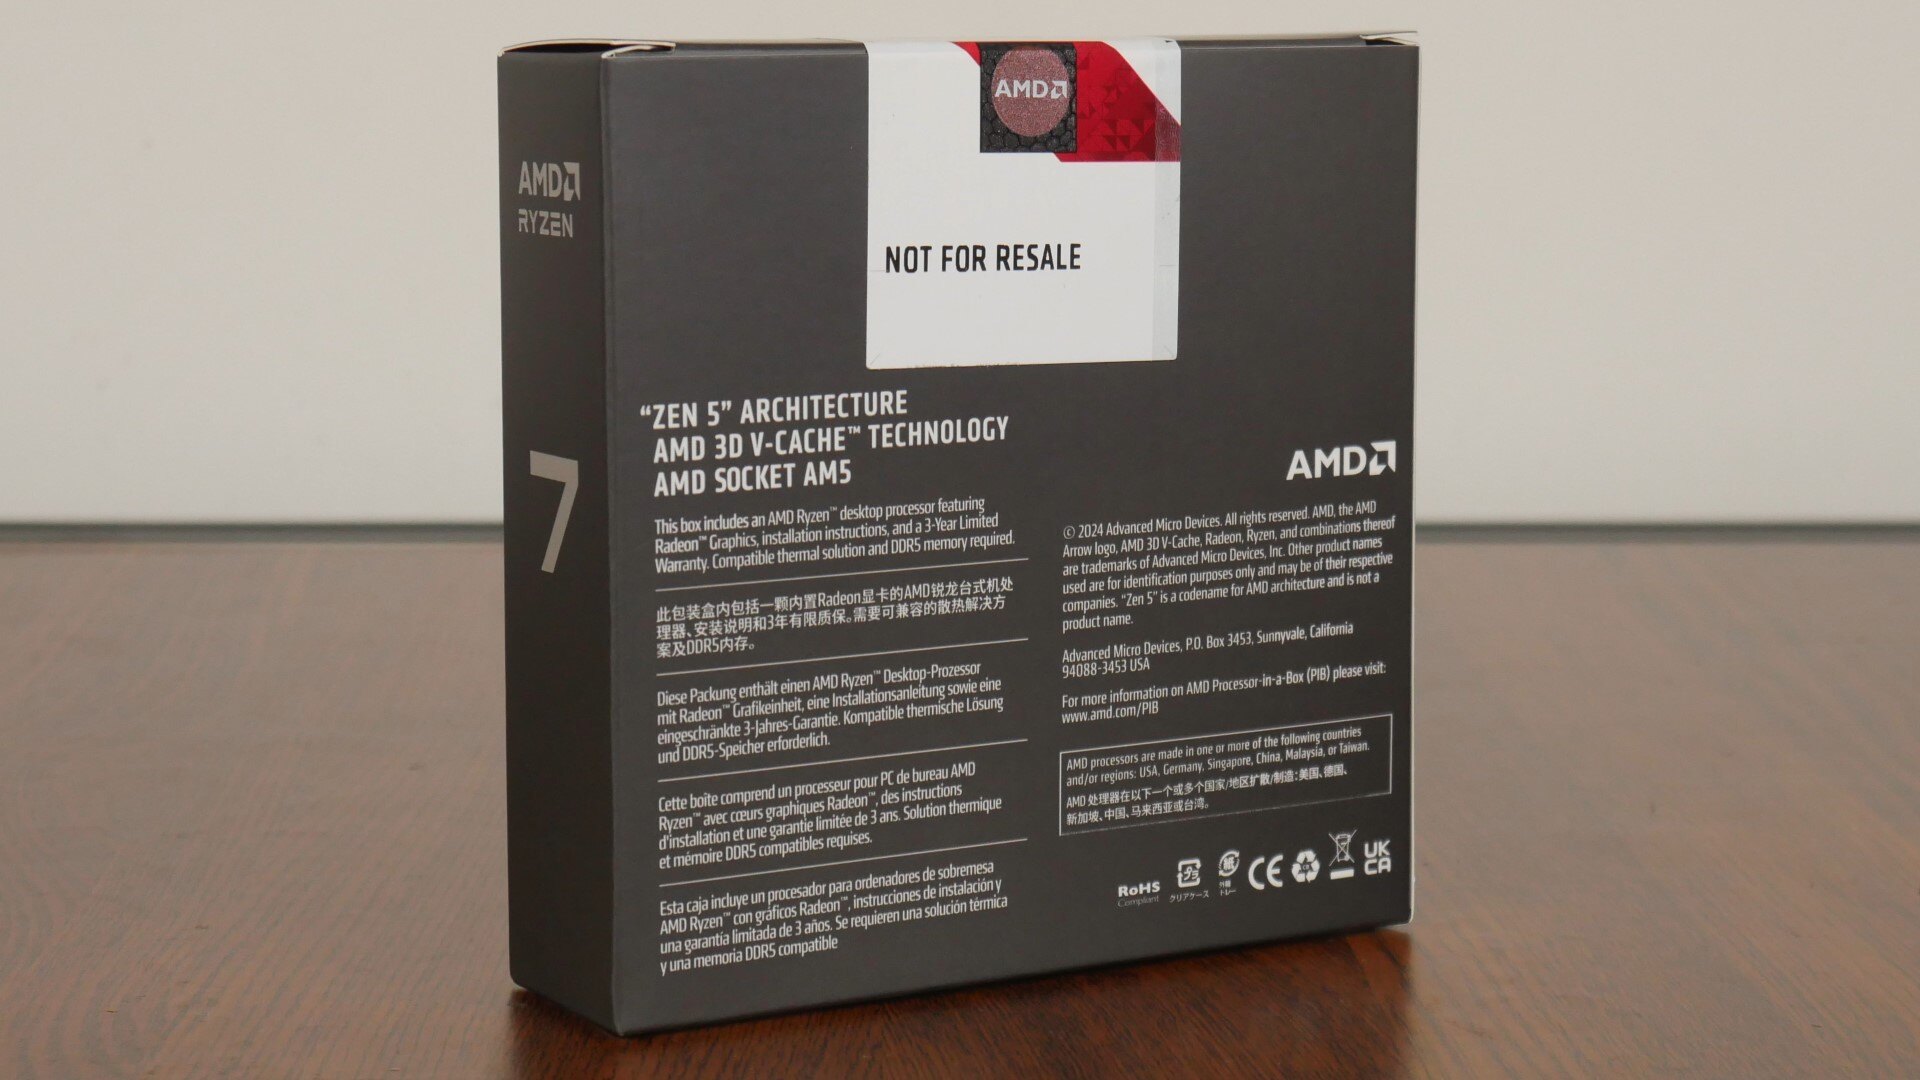 AMD
RYZEN
7
AMD
NOT FOR RESALE
“ZEN 5” ARCHITECTURE
AMD 3D V-CACHE™ TECHNOLOGY
AMD SOCKET AM5
This box includes an AMD Ryzen™ desktop processor featuring
Radeon™ Graphics, installation instructions, and a 3-Year Limited
Warranty. Compatible thermal solution and DDR5 memory required.
此包装盒内包括一颗内置Radeon显卡的AMD锐龙台式机处
理器、安装说明和3年有限质保。需要可兼容的散热解决方
案及DDR5内存。
Diese Packung enthält einen AMD Ryzen™ Desktop-Prozessor
mit Radeon™ Grafikeinheit, eine Installationsanleitung sowie eine
eingeschränkte 3-Jahres-Garantie. Kompatible thermische Lösung
und DDR5-Speicher erforderlich.
Cette boîte comprend un processeur pour PC de bureau AMD
Ryzen™ avec cœurs graphiques Radeon™, des instructions
d'installation et une garantie limitée de 3 ans. Solution thermique
et mémoire DDR5 compatibles requises.
Esta caja incluye un procesador para ordenadores de sobremesa
AMD Ryzen™ con gráficos Radeon™, instrucciones de instalación y
una garantía limitada de 3 años. Se requieren una solución térmica
y una memoria DDR5 compatible
AMD
© 2024 Advanced Micro Devices. All rights reserved. AMD, the AMD
Arrow logo, AMD 3D V-Cache, Radeon, Ryzen, and combinations thereof
are trademarks of Advanced Micro Devices, Inc. Other product names
used are for identification purposes only and may be of their respective
companies. “Zen 5” is a codename for AMD architecture and is not a
product name.
Advanced Micro Devices, P.O. Box 3453, Sunnyvale, California
94088-3453 USA
For more information on AMD Processor-in-a-Box (PIB) please visit:
www.amd.com/PIB
AMD processors are made in one or more of the following countries
and/or regions: USA, Germany, Singapore, China, Malaysia, or Taiwan.
AMD 处理器在以下一个或多个国家/地区扩散/制造：美国、德国、
新加坡、中国、马来西亚或台湾。
RoHS
Compliant
プラ
クリアケース
紙
外箱
トレー
CE
UK
CA